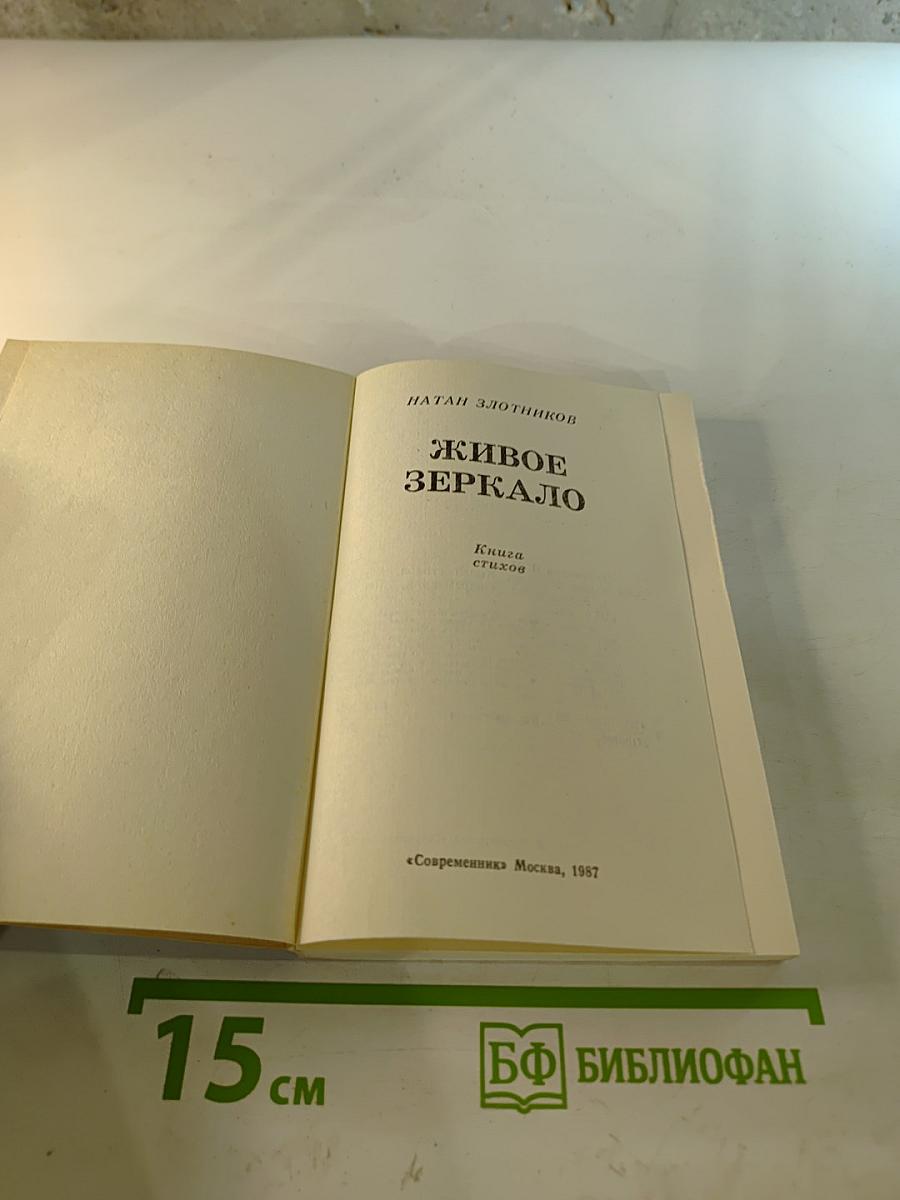 НАТАН ЗЛОТНИКОВ
ЖИВОЕ
ЗЕРКАЛО
Книга
стихов
«Современник» Москва, 1987
15 см
БФ БИБЛИОФАН